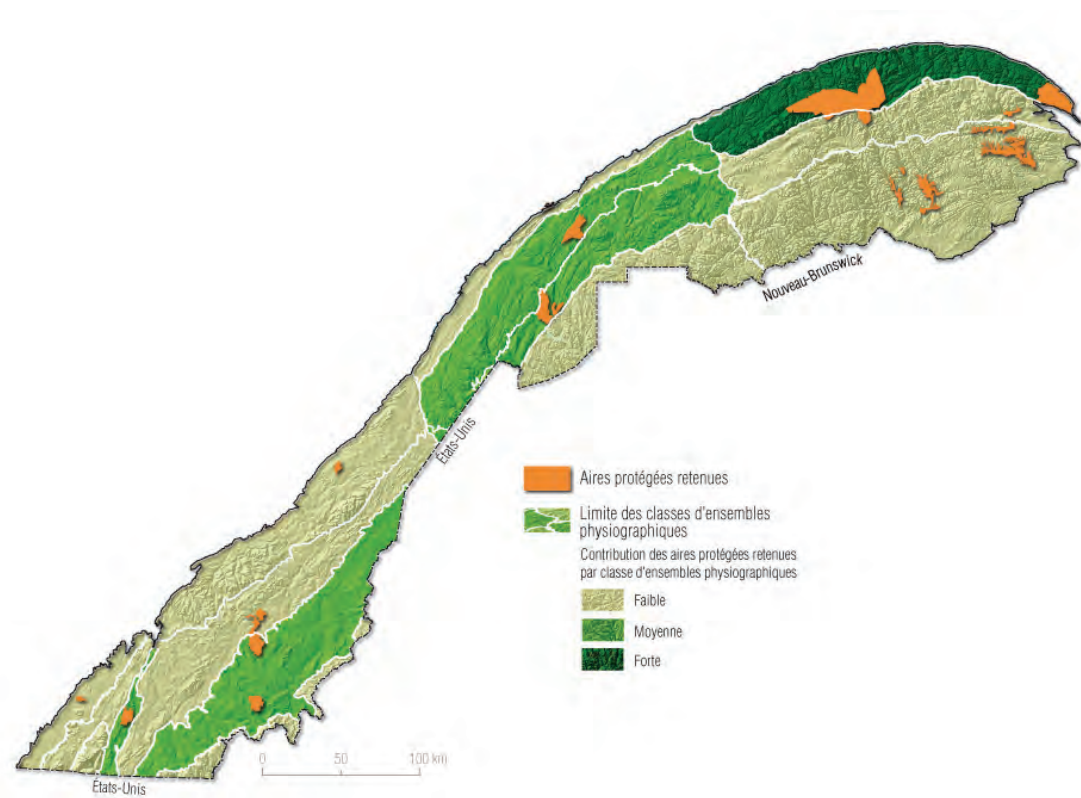 Nouveau-Brunswick
États-Unis
Aires protégées retenues
Limite des classes d'ensembles
physiographiques
Contribution des aires protégées retenues
par classe d'ensembles physiographiques
Faible
Moyenne
Forte
0 50 100 km
États-Unis